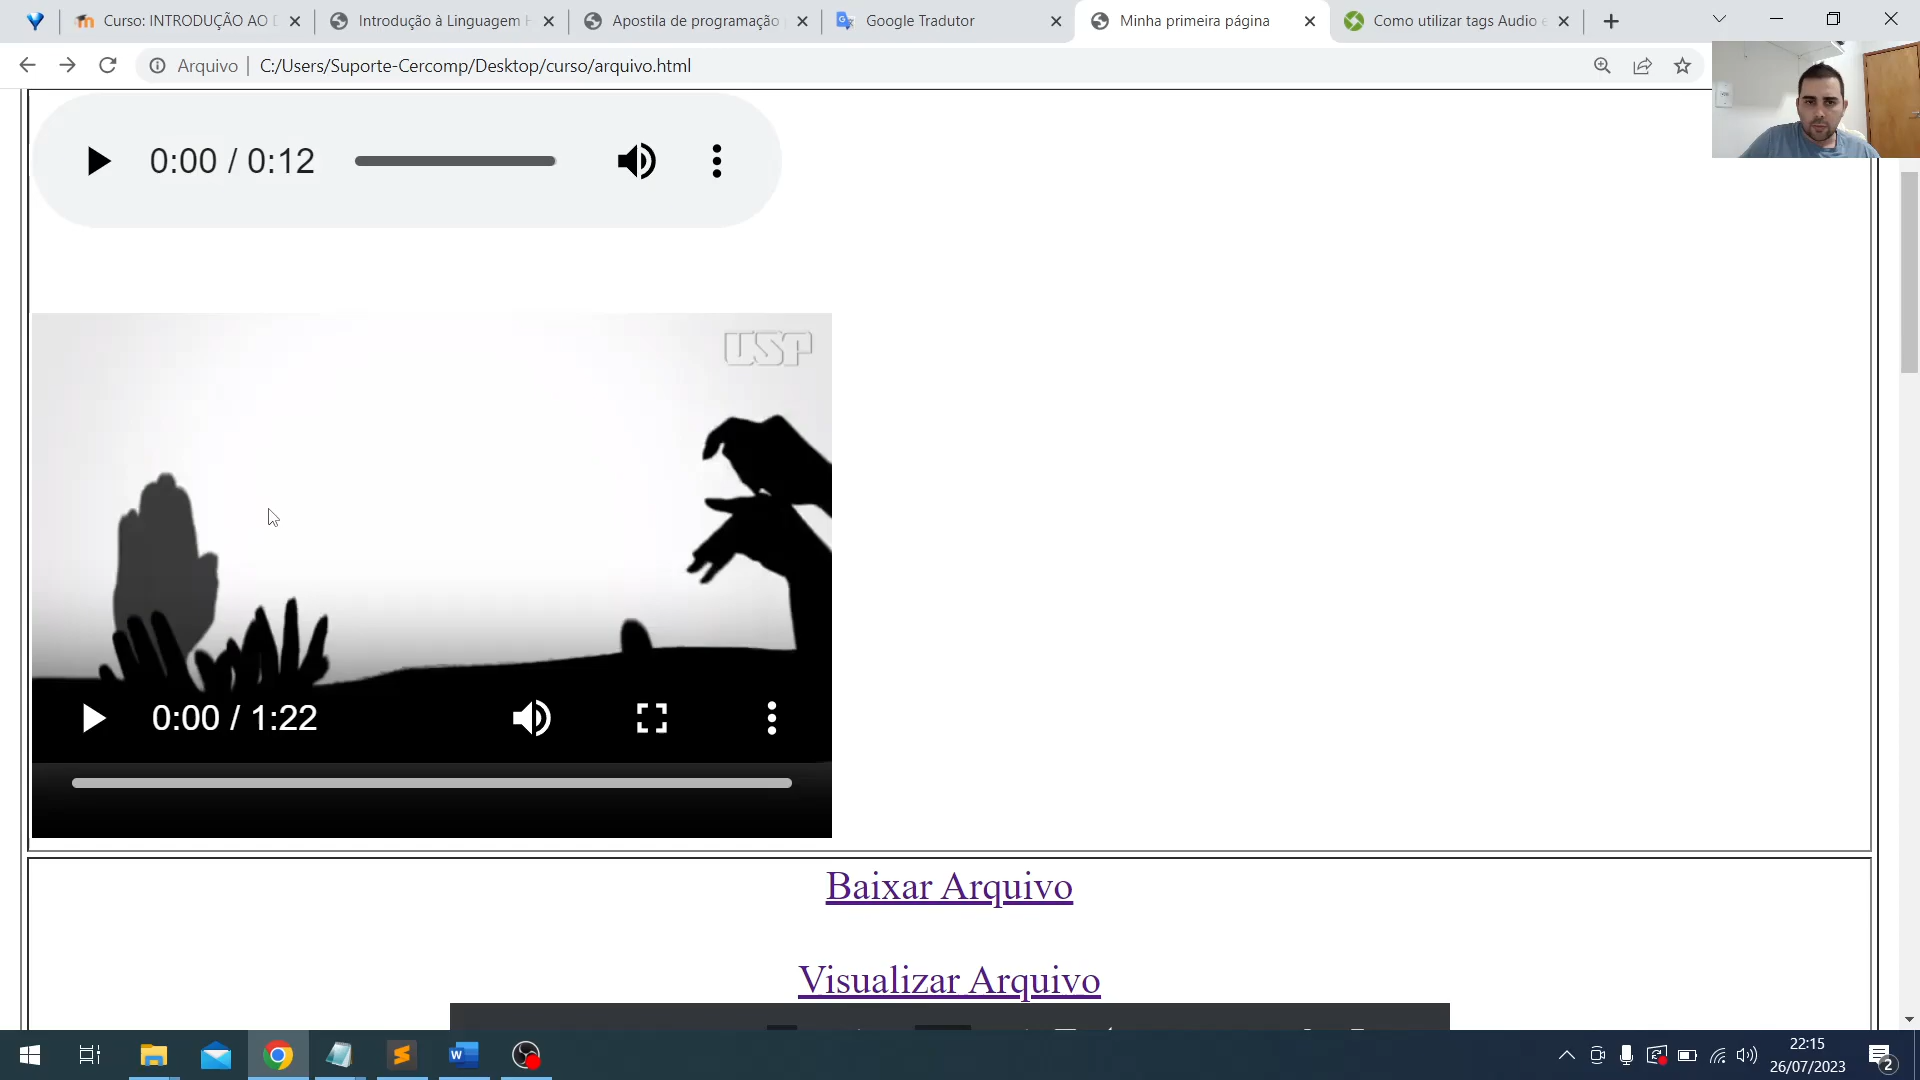 Curso: INTRODUÇÃO AO D
Introdução à Linguagem H
Apostila de programação
Google Tradutor
Minha primeira página
Como utilizar tags Audio e
Arquivo
C:/Users/Suporte-Cercomp/Desktop/curso/arquivo.html
0:00 / 0:12
USP
0:00 / 1:22
Baixar Arquivo
Visualizar Arquivo
22:15
26/07/2023
2